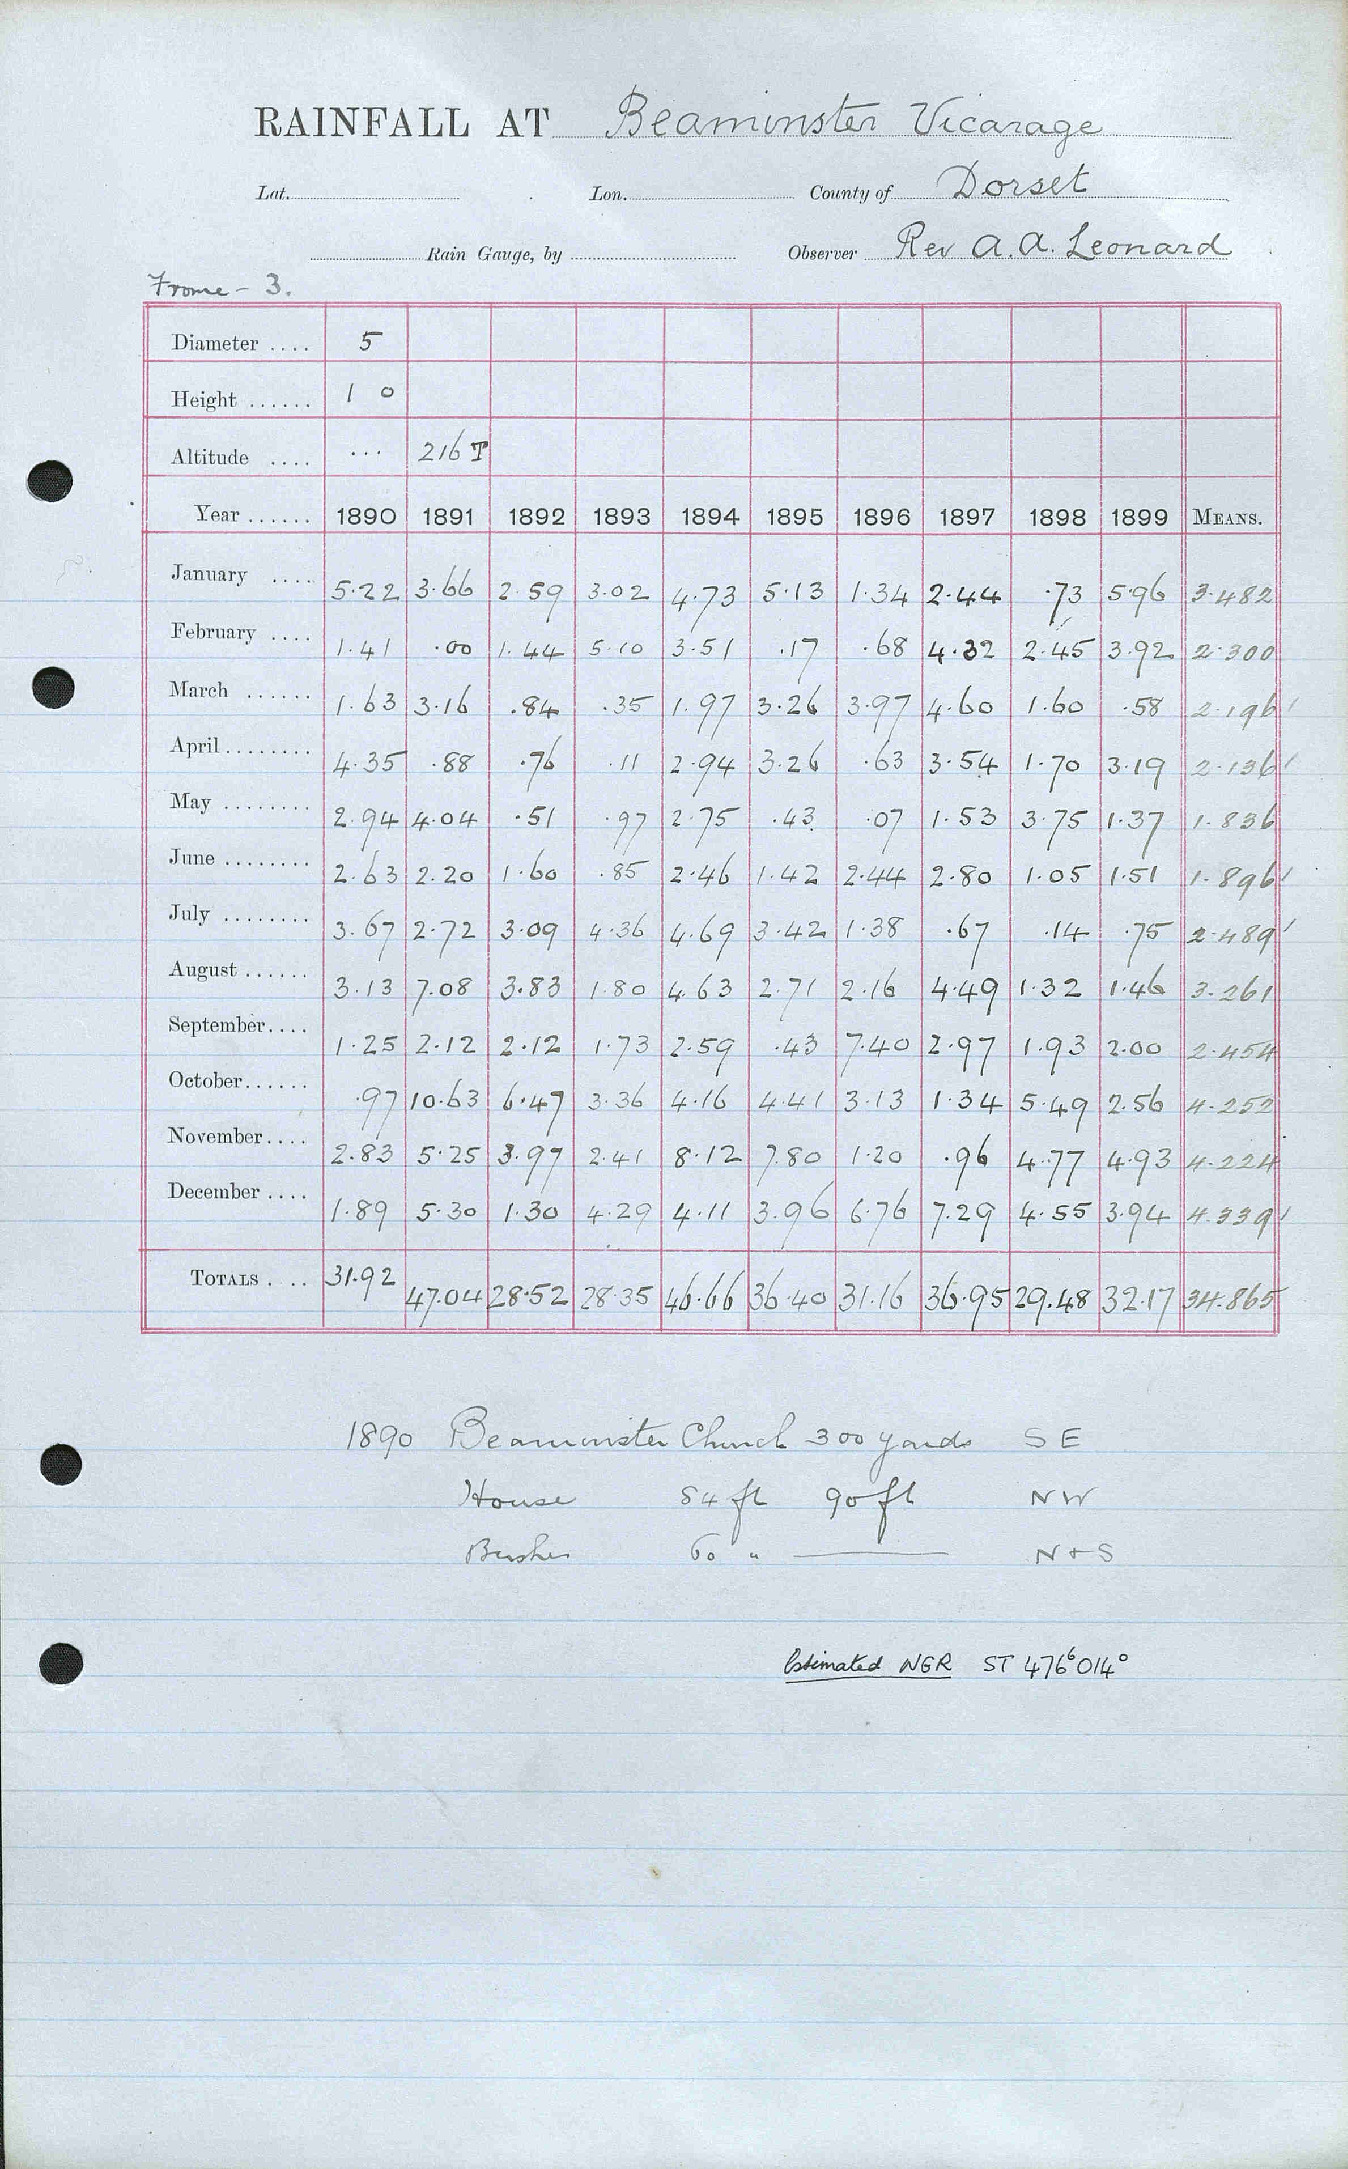 RAINFALL AT Beaminster Vicarage
Lat. Lon. County of Dorset
Rain Gauge, by Observer Rev A. A. Leonard
Frome - 3.
Diameter .... 5
Height ...... 1 0
Altitude .... ... 216 T
Year ...... 1890 1891 1892 1893 1894 1895 1896 1897 1898 1899 MEANS.
January .... 5.22 3.66 2.59 3.02 4.73 5.13 1.34 2.44 .73 5.96 3.482
February .... 1.41 .00 1.44 5.10 3.51 .17 .68 4.32 2.45 3.92 2.300
March ...... 1.63 3.16 .84 .35 1.97 3.26 3.97 4.60 1.60 .58 2.196'
April ........ 4.35 .88 .76 .11 2.94 3.26 .63 3.54 1.70 3.19 2.136'
May ........ 2.94 4.04 .51 .97 2.75 .43 .07 1.53 3.75 1.37 1.836
June ........ 2.63 2.20 1.60 .85 2.46 1.42 2.44 2.80 1.05 1.51 1.896'
July ........ 3.67 2.72 3.09 4.36 4.69 3.42 1.38 .67 .14 .75 2.489'
August ...... 3.13 7.08 3.83 1.80 4.63 2.71 2.16 4.49 1.32 1.46 3.261
September.... 1.25 2.12 2.12 1.73 2.59 .43 7.40 2.97 1.93 2.00 2.454
October...... .97 10.63 6.47 3.36 4.16 4.41 3.13 1.34 5.49 2.56 4.252
November.... 2.83 5.25 3.97 2.41 8.12 7.80 1.20 .96 4.77 4.93 4.224
December .... 1.89 5.30 1.30 4.29 4.11 3.96 6.76 7.29 4.55 3.94 4.339'
TOTALS . .. 31.92 47.04 28.52 28.35 46.66 36.40 31.16 36.95 29.48 32.17 34.865
1890 Beaminster Church 300 yards S E
House 54 ft 90 ft N W
Bushes 60 " — N + S
Estimated NGR ST 476⁶014⁰